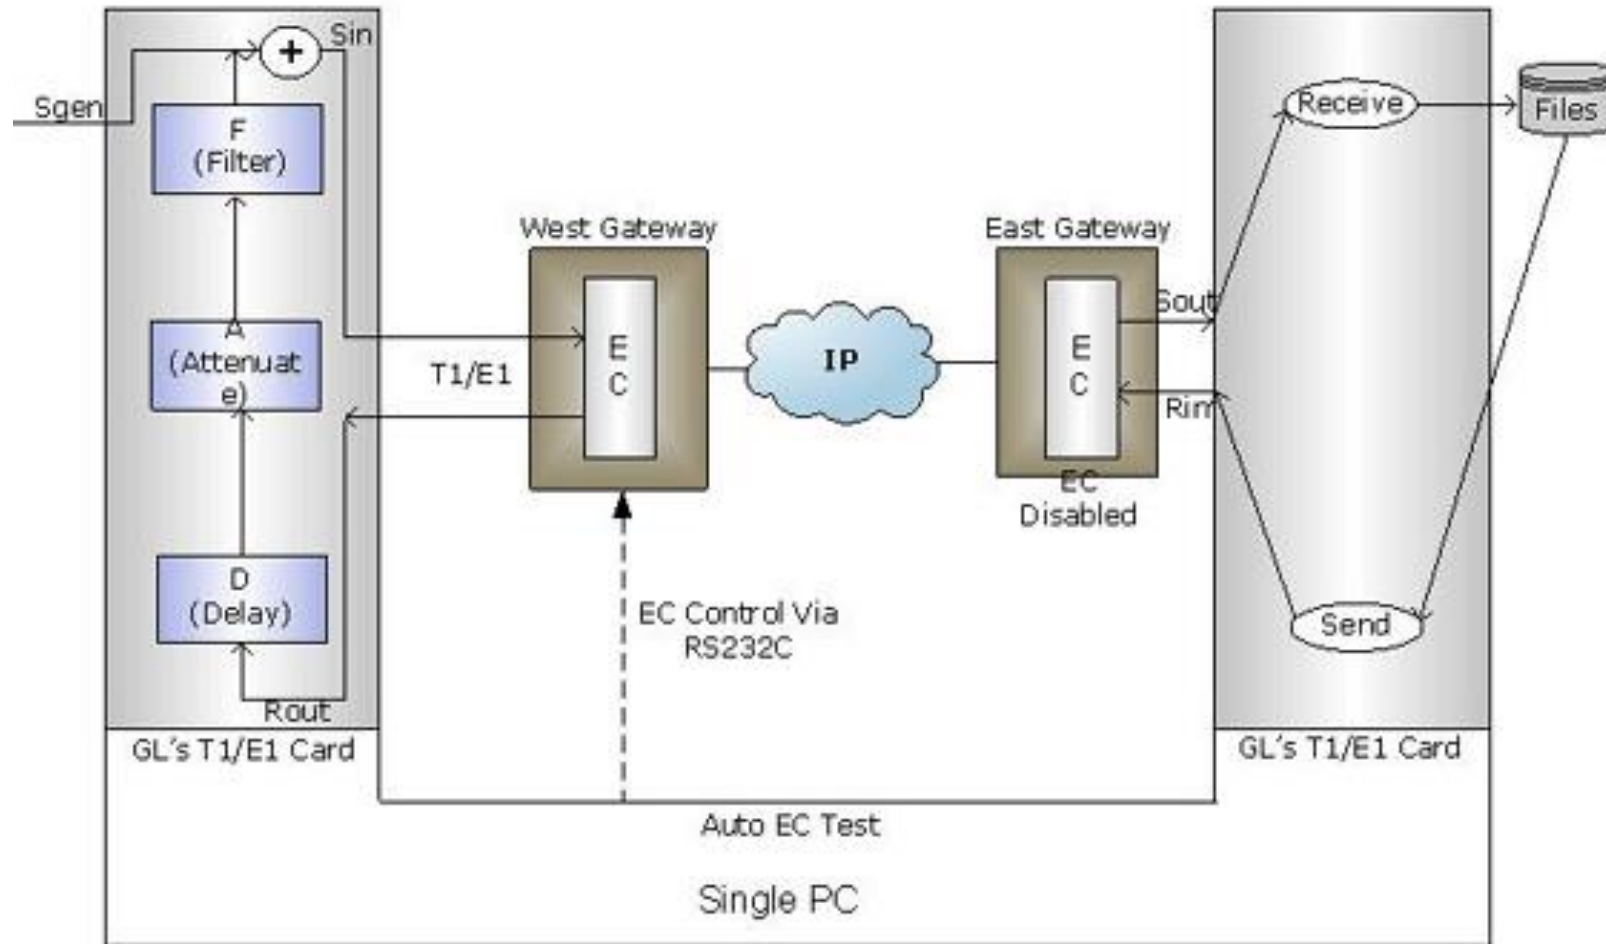 Sin
+
Sgen
F
(Filter)
A
(Attenuat
e)
D
(Delay)
Rout
GL's T1/E1 Card
T1/E1
West Gateway
E
C
IP
East Gateway
E
C
EC
Disabled
Sout
Rin
Receive
Files
Send
GL's T1/E1 Card
EC Control Via
RS232C
Auto EC Test
Single PC